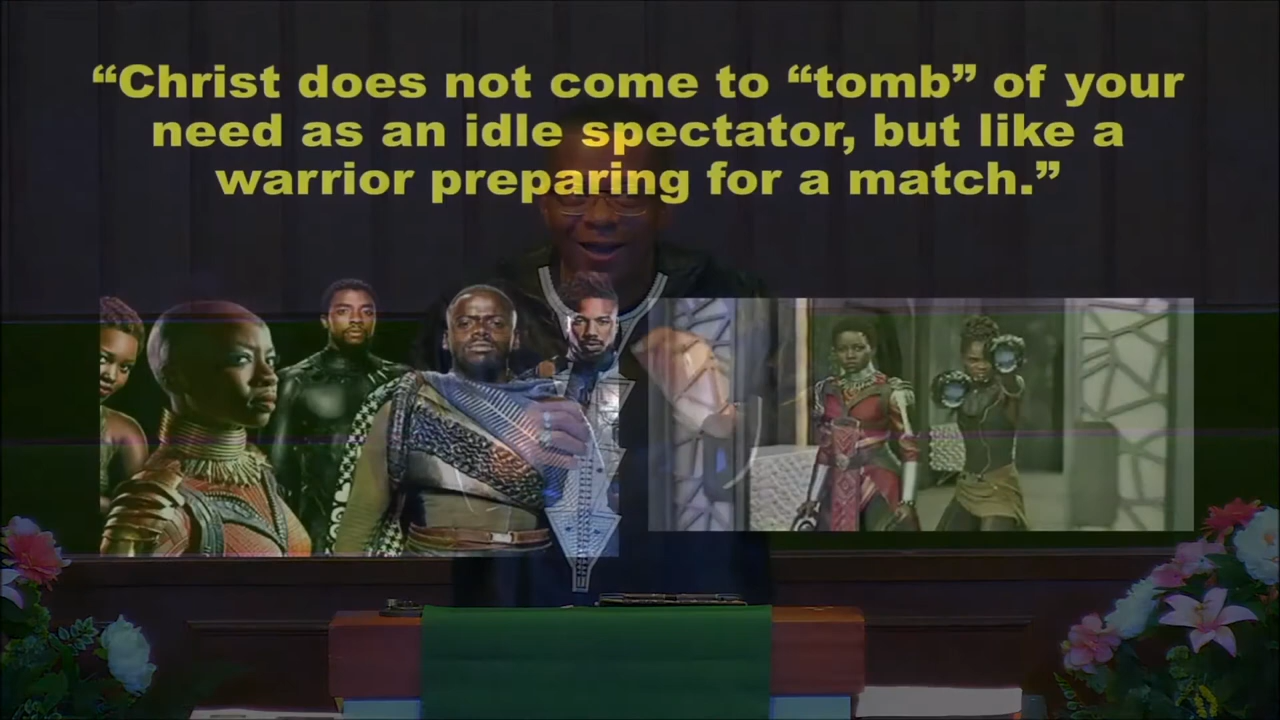 “Christ does not come to “tomb” of your
need as an idle spectator, but like a
warrior preparing for a match.”